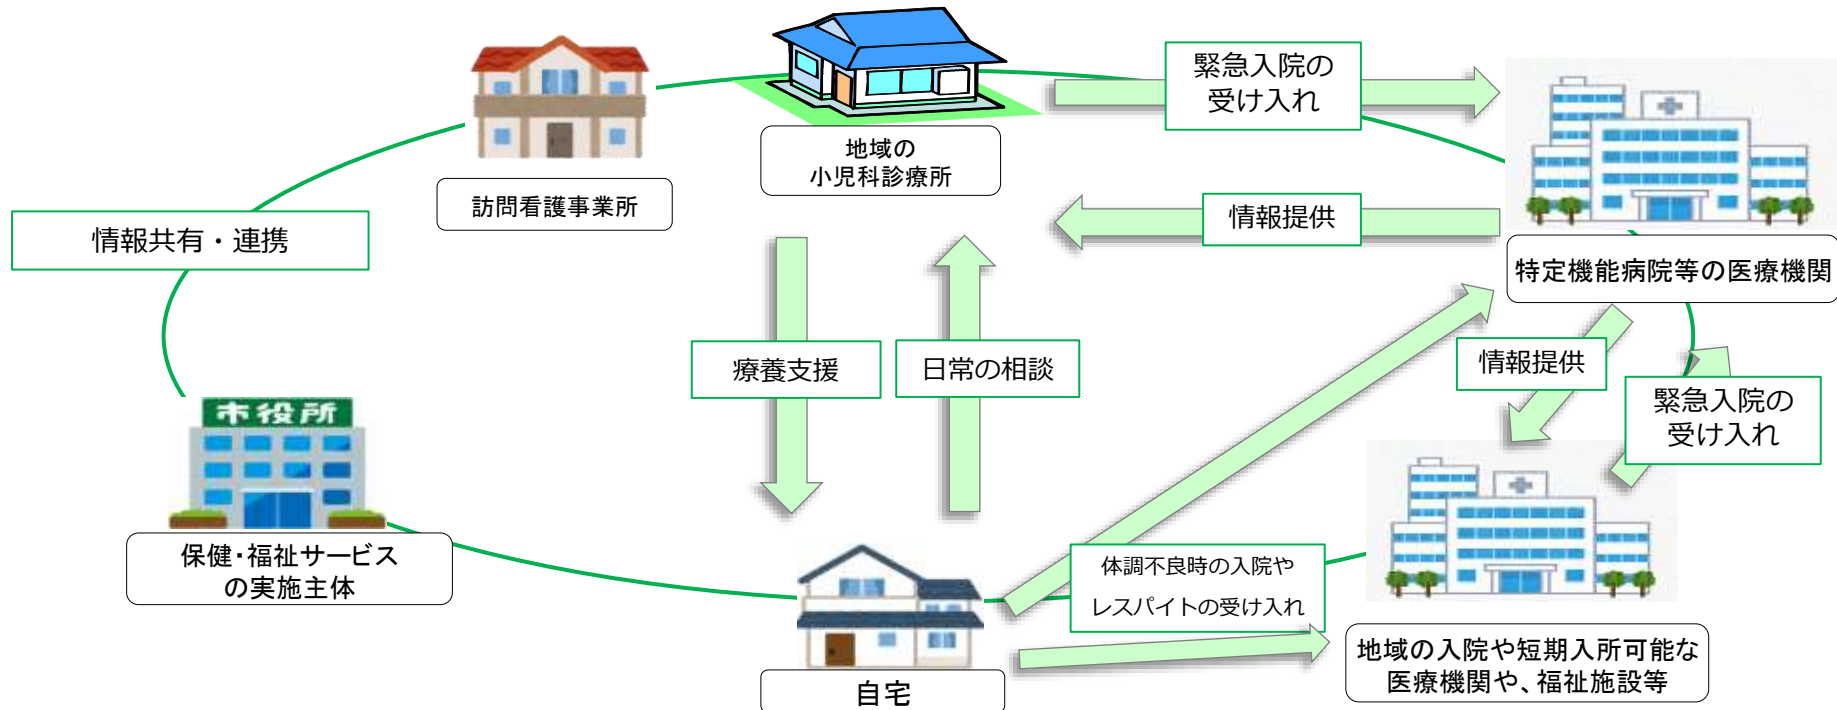 緊急入院の
受け入れ
地域の
小児科診療所
訪問看護事業所
情報共有・連携
情報提供
特定機能病院等の医療機関
療養支援
日常の相談
情報提供
緊急入院の
受け入れ
市役所
保健・福祉サービス
の実施主体
体調不良時の入院や
レスパイトの受け入れ
地域の入院や短期入所可能な
医療機関や、福祉施設等
自宅